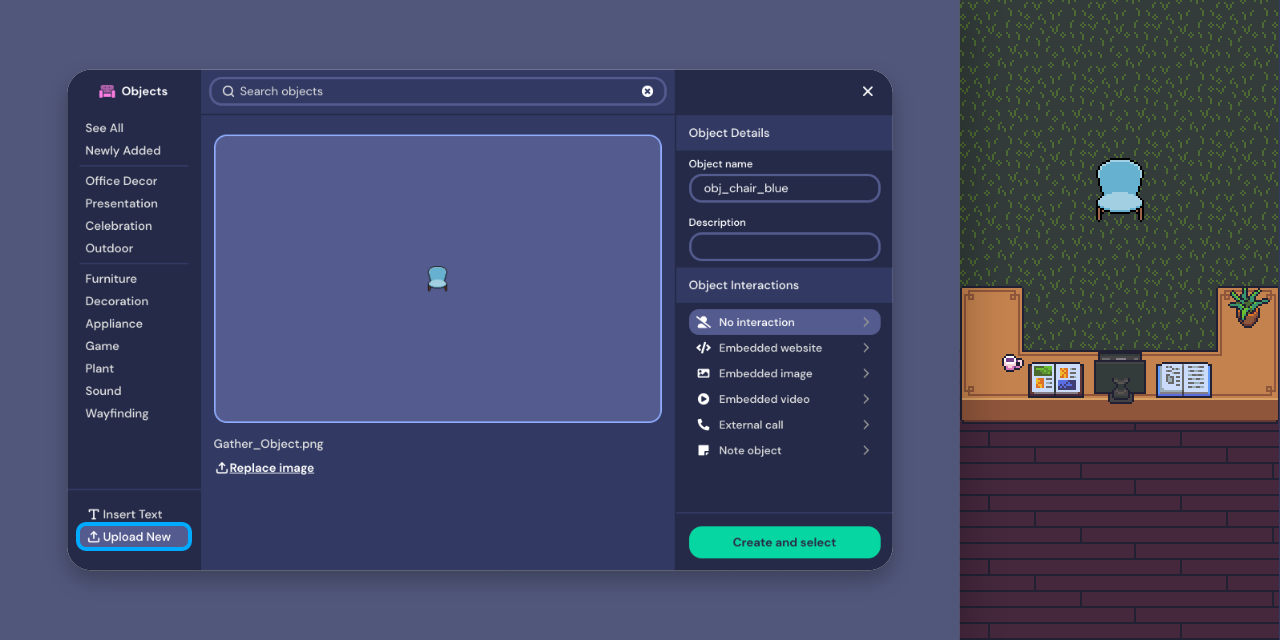 Objects
Search objects
See All
Newly Added
Office Decor
Presentation
Celebration
Outdoor
Furniture
Decoration
Appliance
Game
Plant
Sound
Wayfinding
Insert Text
Upload New
Gather_Object.png
Replace image
Object Details
Object name
obj_chair_blue
Description
Object Interactions
No interaction
Embedded website
Embedded image
Embedded video
External call
Note object
Create and select